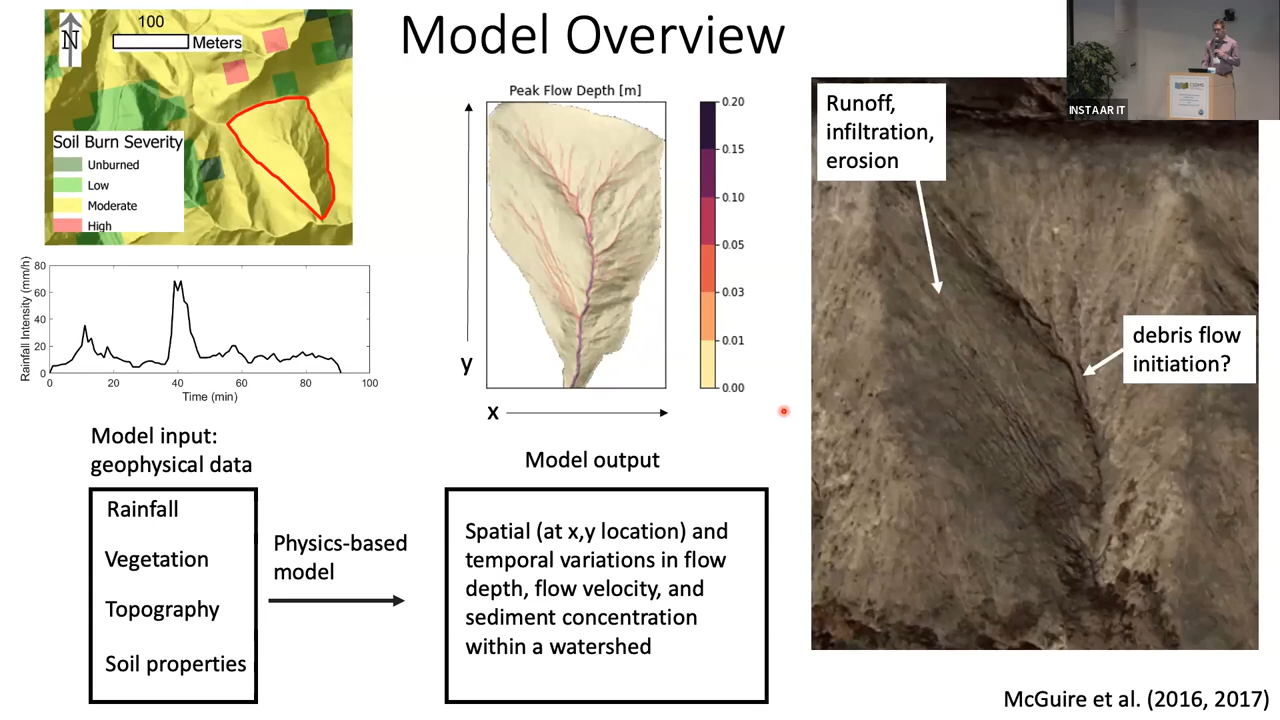 Model Overview
100
Meters
N
Soil Burn Severity
Unburned
Low
Moderate
High
Rainfall Intensity (mm/h)
80
60
40
20
0
0 20 40 60 80 100
Time (min)
Peak Flow Depth [m]
y
x
0.20
0.15
0.10
0.05
0.03
0.01
0.00
Runoff,
infiltration,
erosion
debris flow
initiation?
INSTAAR IT
Model input:
geophysical data
Rainfall
Vegetation
Topography
Soil properties
Physics-based
model
Model output
Spatial (at x,y location) and
temporal variations in flow
depth, flow velocity, and
sediment concentration
within a watershed
McGuire et al. (2016, 2017)